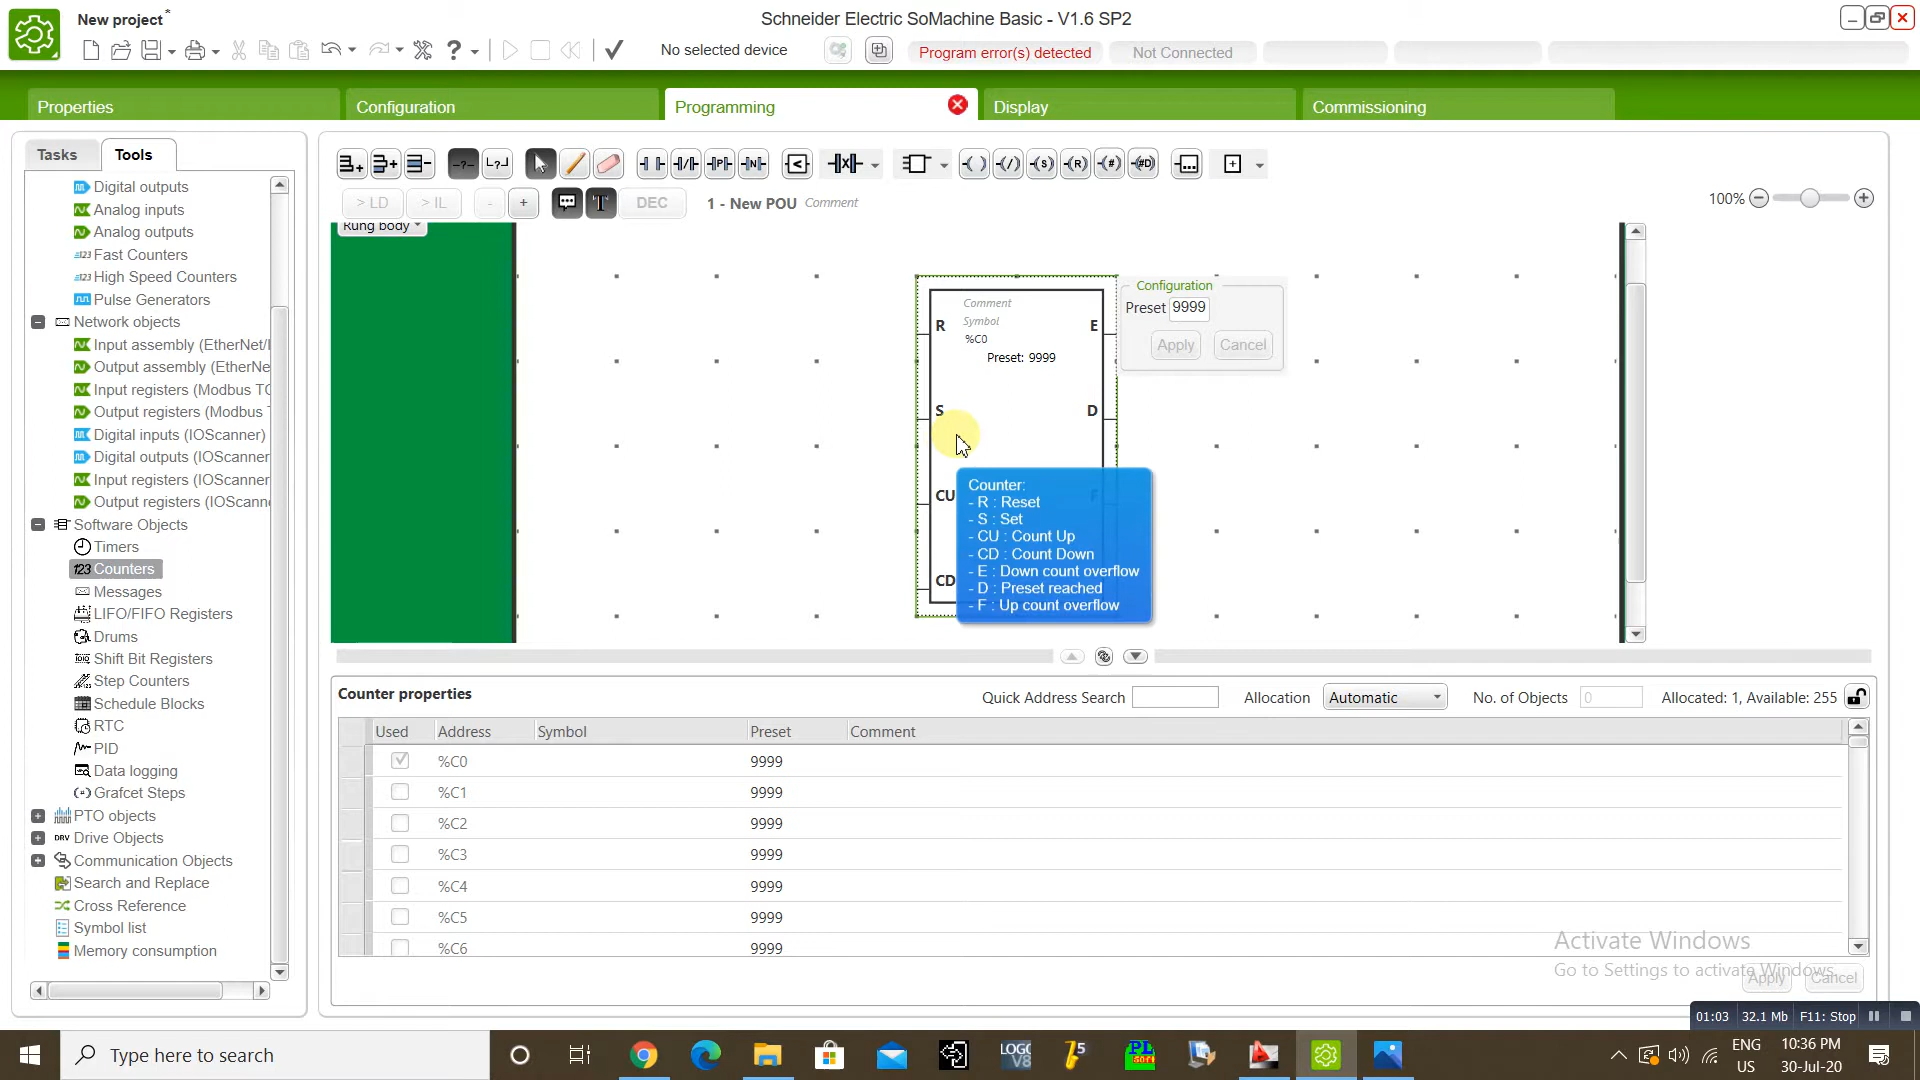 New project*
Schneider Electric SoMachine Basic - V1.6 SP2
No selected device
Program error(s) detected
Not Connected
Properties
Configuration
Programming
Display
Commissioning
Tasks
Tools
Digital outputs
Analog inputs
Analog outputs
Fast Counters
High Speed Counters
Pulse Generators
Network objects
Input assembly (EtherNet/I
Output assembly (EtherNe
Input registers (Modbus TC
Output registers (Modbus
Digital inputs (IOScanner)
Digital outputs (IOScanner
Input registers (IOScanner
Output registers (IOScann
Software Objects
Timers
123 Counters
Messages
LIFO/FIFO Registers
Drums
Shift Bit Registers
Step Counters
Schedule Blocks
RTC
PID
Data logging
Grafcet Steps
PTO objects
DRV Drive Objects
Communication Objects
Search and Replace
Cross Reference
Symbol list
Memory consumption
> LD
> IL
-
+
T
DEC
1 - New POU Comment
100%
Rung body
Comment
Symbol
%C0
Preset: 9999
R
E
S
D
CU
F
CD
Configuration
Preset 9999
Apply
Cancel
Counter:
- R : Reset
- S : Set
- CU : Count Up
- CD : Count Down
- E : Down count overflow
- D : Preset reached
- F : Up count overflow
Counter properties
Quick Address Search
Allocation Automatic
No. of Objects 0
Allocated: 1, Available: 255
Used Address Symbol Preset Comment
%C0 9999
%C1 9999
%C2 9999
%C3 9999
%C4 9999
%C5 9999
%C6 9999
Activate Windows
Go to Settings to activate Windows.
Apply
Cancel
01:03 32.1 Mb F11: Stop
Type here to search
LOGO V8
5
PL soft
ENG
US
10:36 PM
30-Jul-20